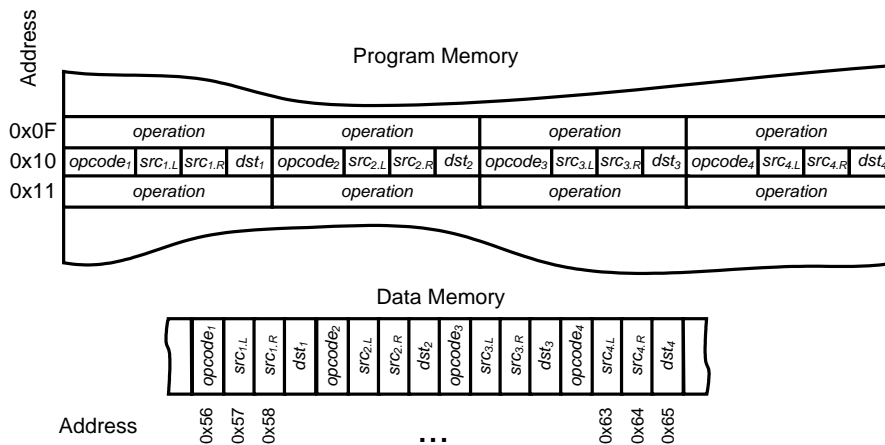 Address
Program Memory
0x0F operation operation operation operation
0x10 opcode₁ src₁.L src₁.R dst₁ opcode₂ src₂.L src₂.R dst₂ opcode₃ src₃.L src₃.R dst₃ opcode₄ src₄.L src₄.R dst₄
0x11 operation operation operation operation
Data Memory
opcode₁ src₁.L src₁.R dst₁ opcode₂ src₂.L src₂.R dst₂ opcode₃ src₃.L src₃.R dst₃ opcode₄ src₄.L src₄.R dst₄
Address 0x56 0x57 0x58 ... 0x63 0x64 0x65